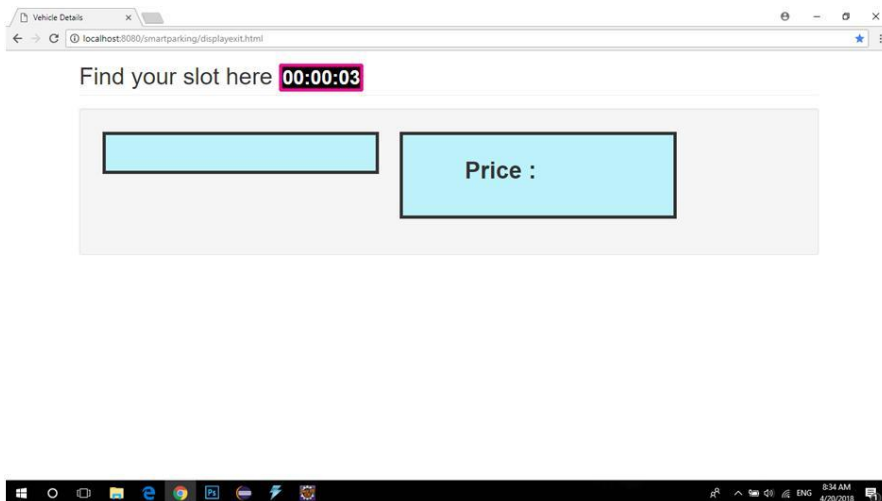 Vehicle Details
localhost:8080/smartparking/displayexit.html
Find your slot here 00:00:03
Price :
Ps
ENG
8:34 AM
4/20/2018